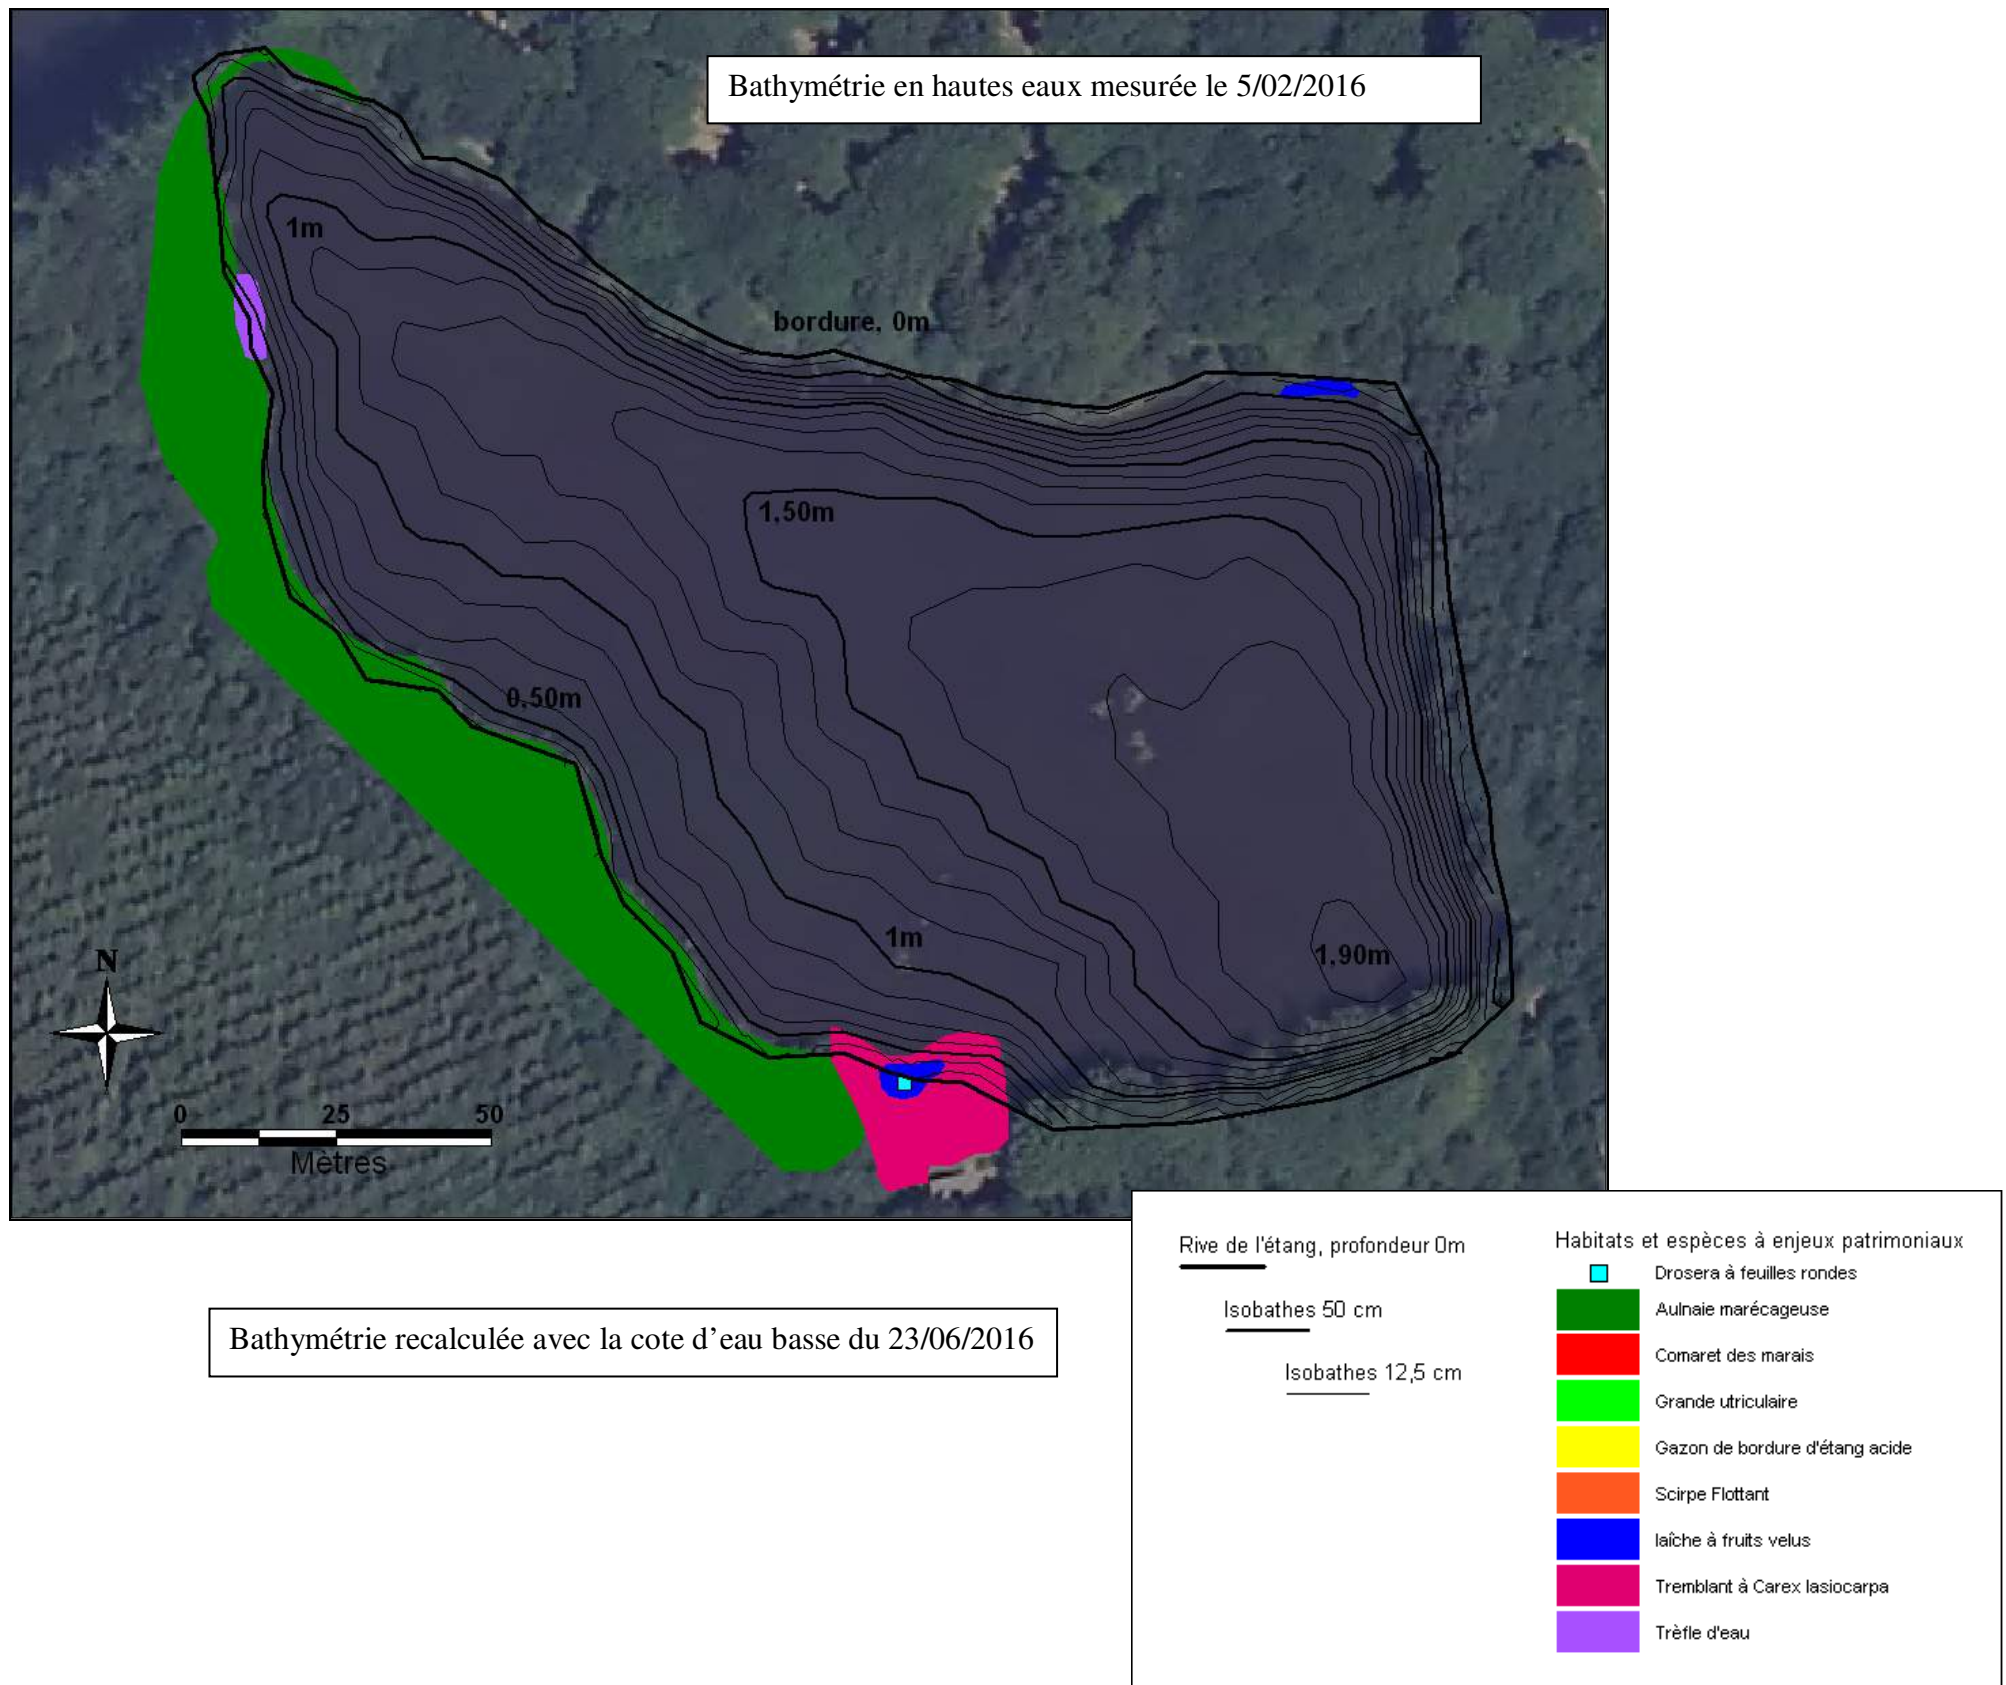 Bathymétrie en hautes eaux mesurée le 5/02/2016
1m
bordure, 0m
1,50m
0,50m
1m
1,90m
N
0 25 50
Mètres
Bathymétrie recalculée avec la cote d’eau basse du 23/06/2016
Rive de l'étang, profondeur 0m
Isobathes 50 cm
Isobathes 12,5 cm
Habitats et espèces à enjeux patrimoniaux
Drosera à feuilles rondes
Aulnaie marécageuse
Comaret des marais
Grande utriculaire
Gazon de bordure d'étang acide
Scirpe Flottant
laîche à fruits velus
Tremblant à Carex lasiocarpa
Trèfle d'eau